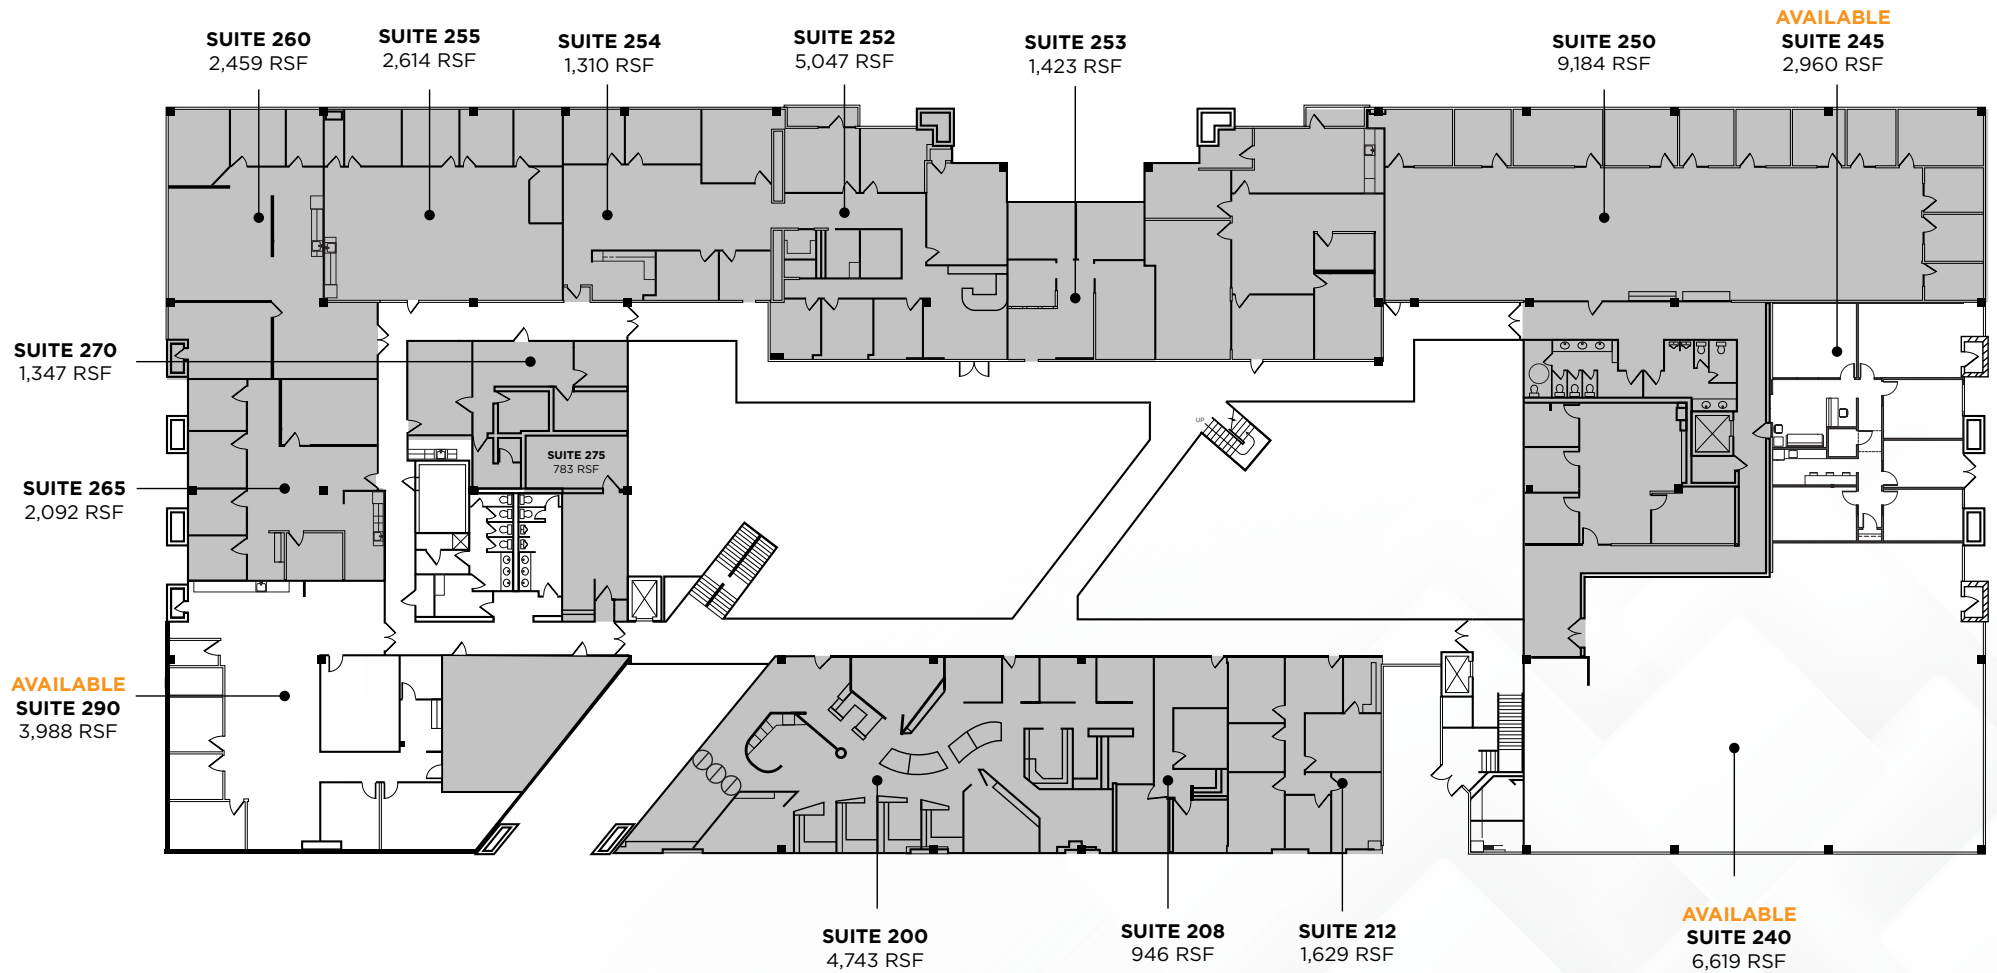 SUITE 260
2,459 RSF
SUITE 255
2,614 RSF
SUITE 254
1,310 RSF
SUITE 252
5,047 RSF
SUITE 253
1,423 RSF
SUITE 250
9,184 RSF
AVAILABLE
SUITE 245
2,960 RSF
SUITE 270
1,347 RSF
UP
SUITE 275
783 RSF
SUITE 265
2,092 RSF
AVAILABLE
SUITE 290
3,988 RSF
SUITE 200
4,743 RSF
SUITE 208
946 RSF
SUITE 212
1,629 RSF
AVAILABLE
SUITE 240
6,619 RSF